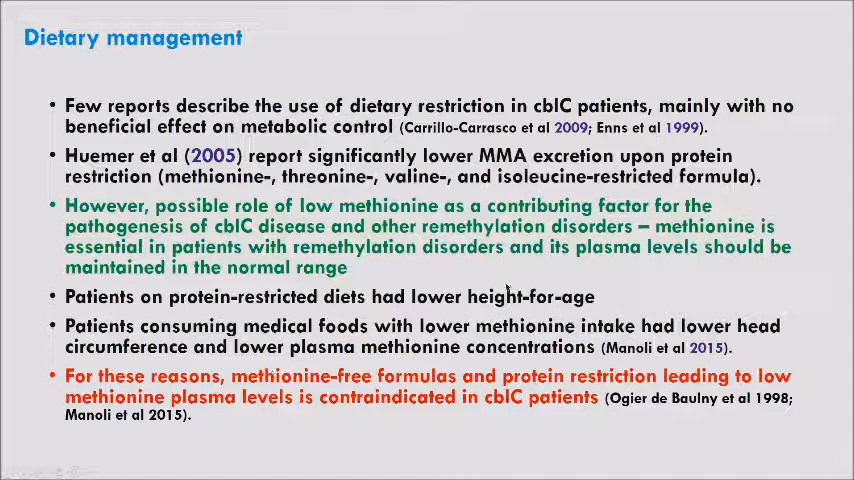 Dietary management
• Few reports describe the use of dietary restriction in cblC patients, mainly with no
beneficial effect on metabolic control (Carrillo-Carrasco et al 2009; Enns et al 1999).
• Huemer et al (2005) report significantly lower MMA excretion upon protein
restriction (methionine-, threonine-, valine-, and isoleucine-restricted formula).
• However, possible role of low methionine as a contributing factor for the
pathogenesis of cblC disease and other remethylation disorders – methionine is
essential in patients with remethylation disorders and its plasma levels should be
maintained in the normal range
• Patients on protein-restricted diets had lower height-for-age
• Patients consuming medical foods with lower methionine intake had lower head
circumference and lower plasma methionine concentrations (Manoli et al 2015).
• For these reasons, methionine-free formulas and protein restriction leading to low
methionine plasma levels is contraindicated in cblC patients (Ogier de Baulny et al 1998;
Manoli et al 2015).